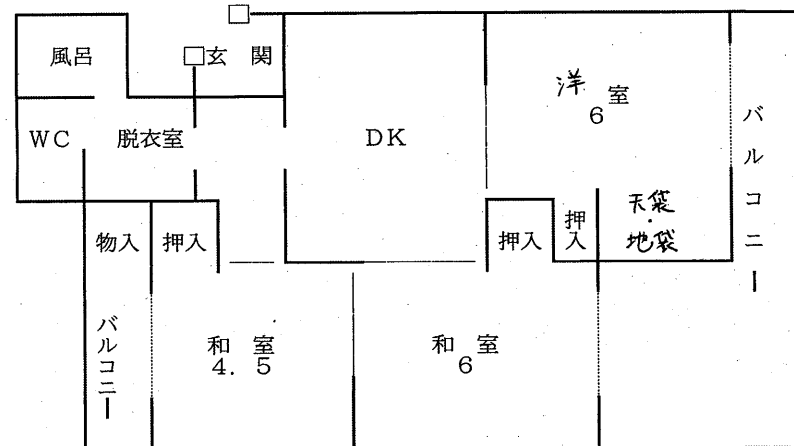 風呂
□玄 関
WC
脱衣室
DK
洋 室
6
バルコニー
物入
押入
押入
押入
天袋
・
地袋
バルコニー
和 室
4.5
和 室
6